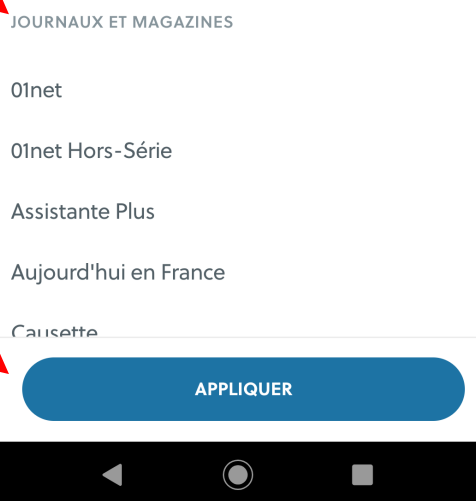 JOURNAUX ET MAGAZINES
01net
01net Hors-Série
Assistante Plus
Aujourd'hui en France
Causette
APPLIQUER